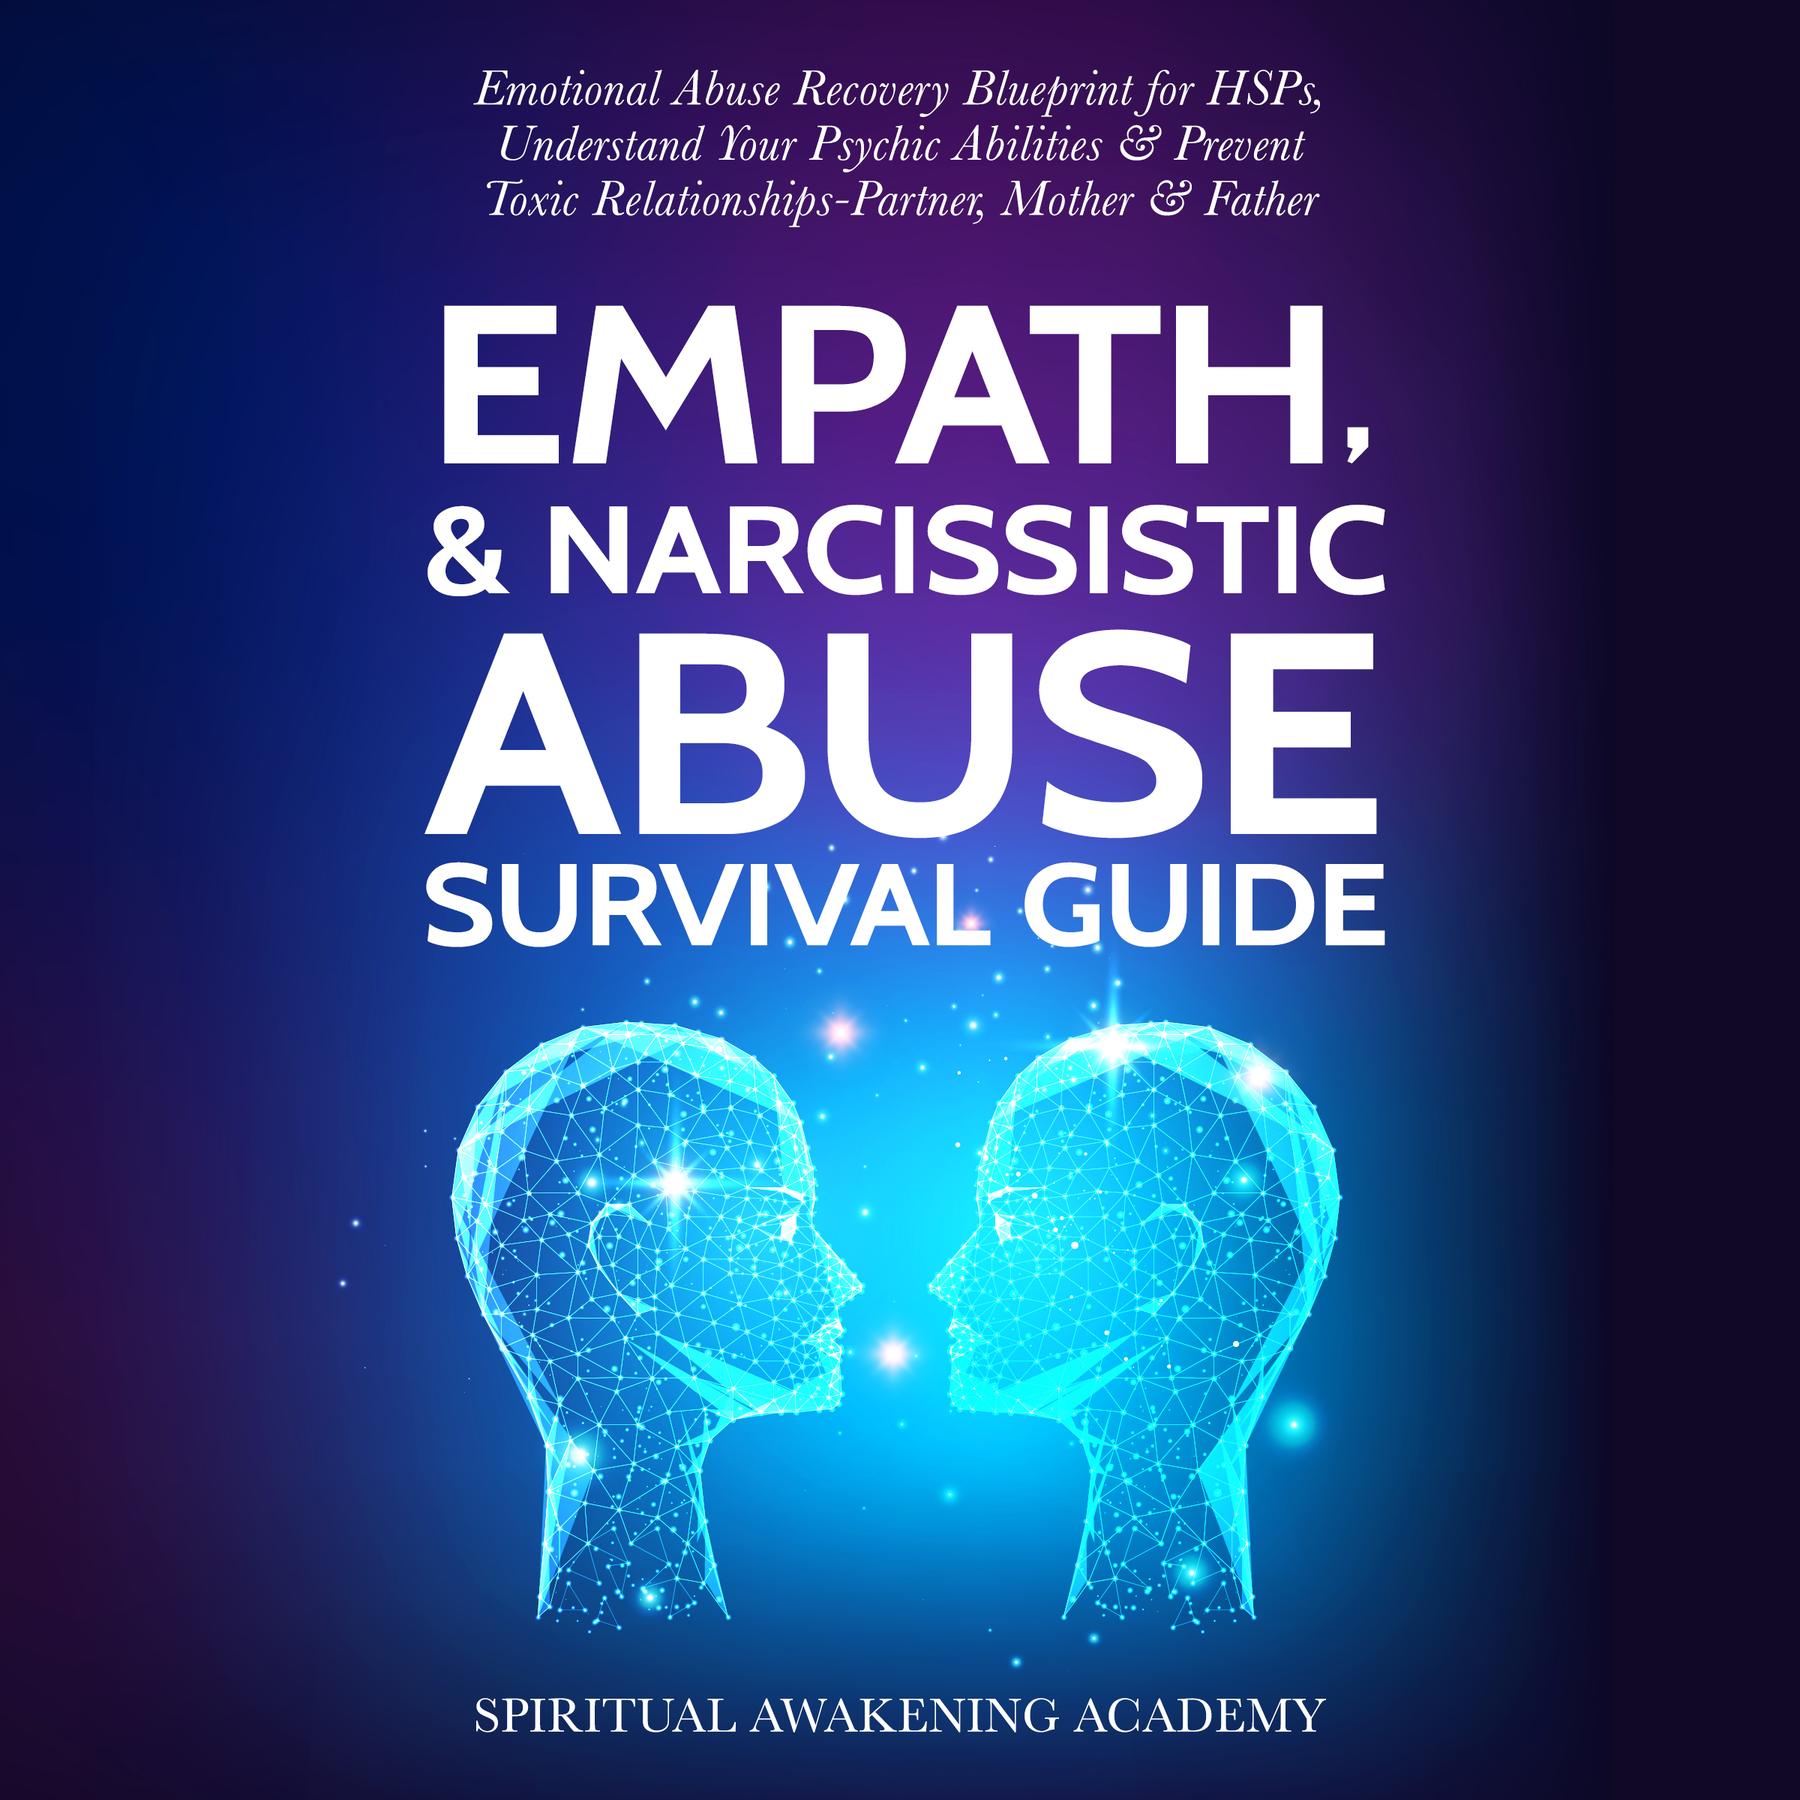 Emotional Abuse Recovery Blueprint for HSPs,
Understand Your Psychic Abilities & Prevent
Toxic Relationships-Partner, Mother & Father
EMPATH,
& NARCISSISTIC
ABUSE
SURVIVAL GUIDE
SPIRITUAL AWAKENING ACADEMY